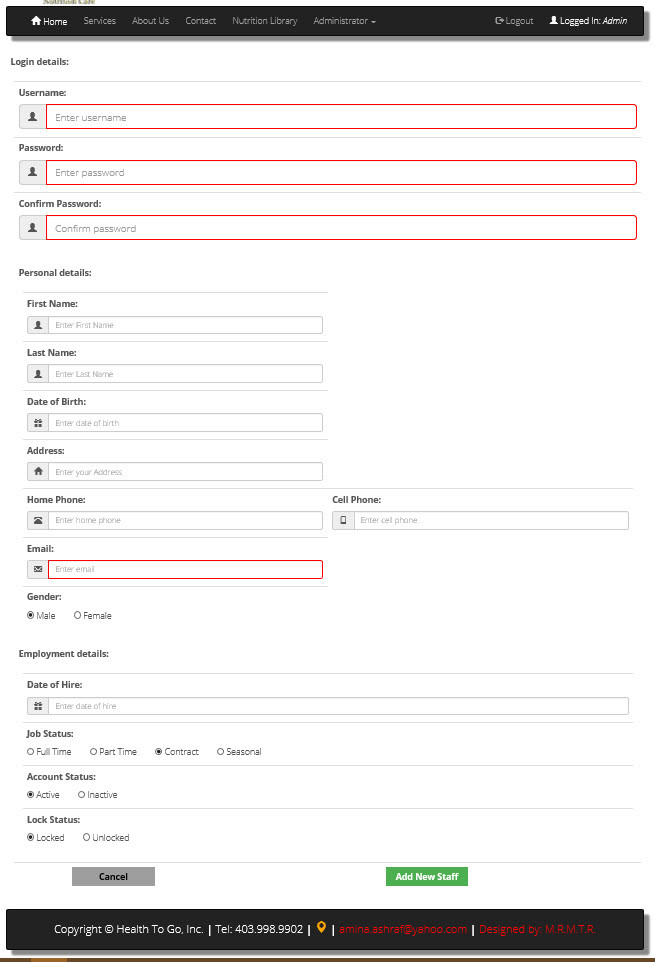 Home Services About Us Contact Nutrition Library Administrator Logout Logged In: Admin
Login details:
Username:
Enter username
Password:
Enter password
Confirm Password:
Confirm password
Personal details:
First Name:
Enter First Name
Last Name:
Enter Last Name
Date of Birth:
Enter date of birth
Address:
Enter your Address
Home Phone: Cell Phone:
Enter home phone Enter cell phone
Email:
Enter email
Gender:
Male Female
Employment details:
Date of Hire:
Enter date of hire
Job Status:
Full Time Part Time Contract Seasonal
Account Status:
Active Inactive
Lock Status:
Locked Unlocked
Cancel Add New Staff
Copyright © Health To Go, Inc. | Tel: 403.998.9902 | | amina.ashraf@yahoo.com | Designed by: M.R.M.T.R.